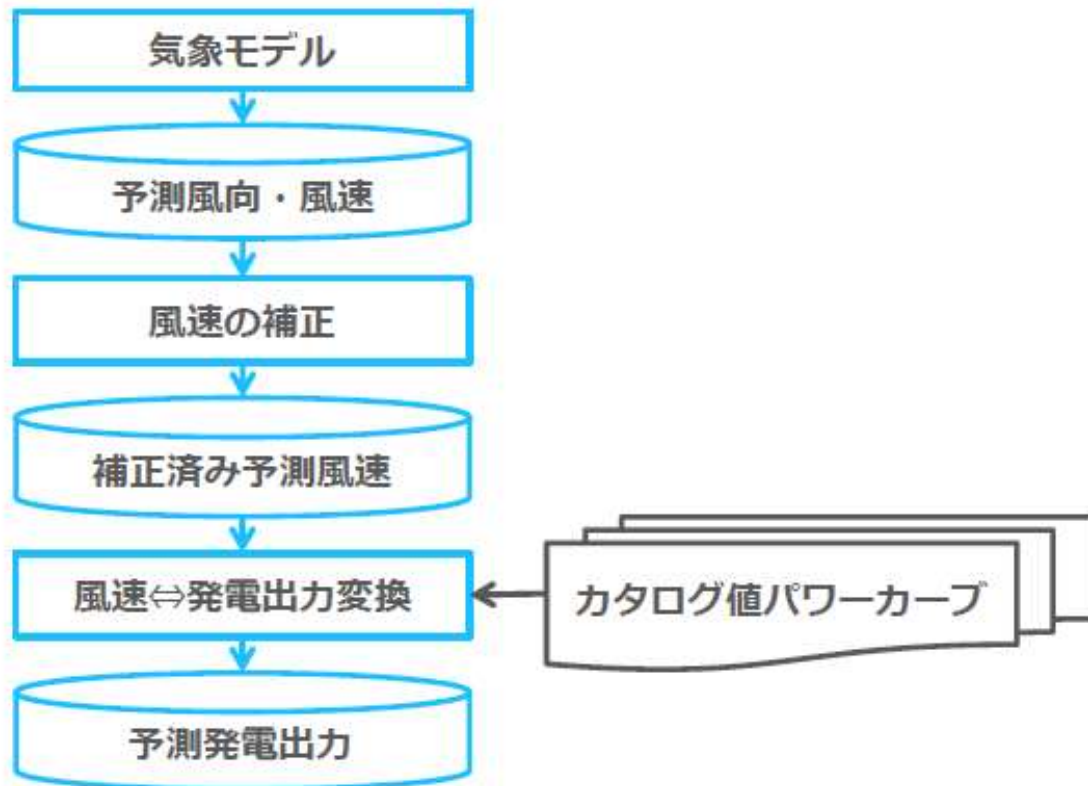 気象モデル
予測風向・風速
風速の補正
補正済み予測風速
風速⇔発電出力変換
カタログ値パワーカーブ
予測発電出力